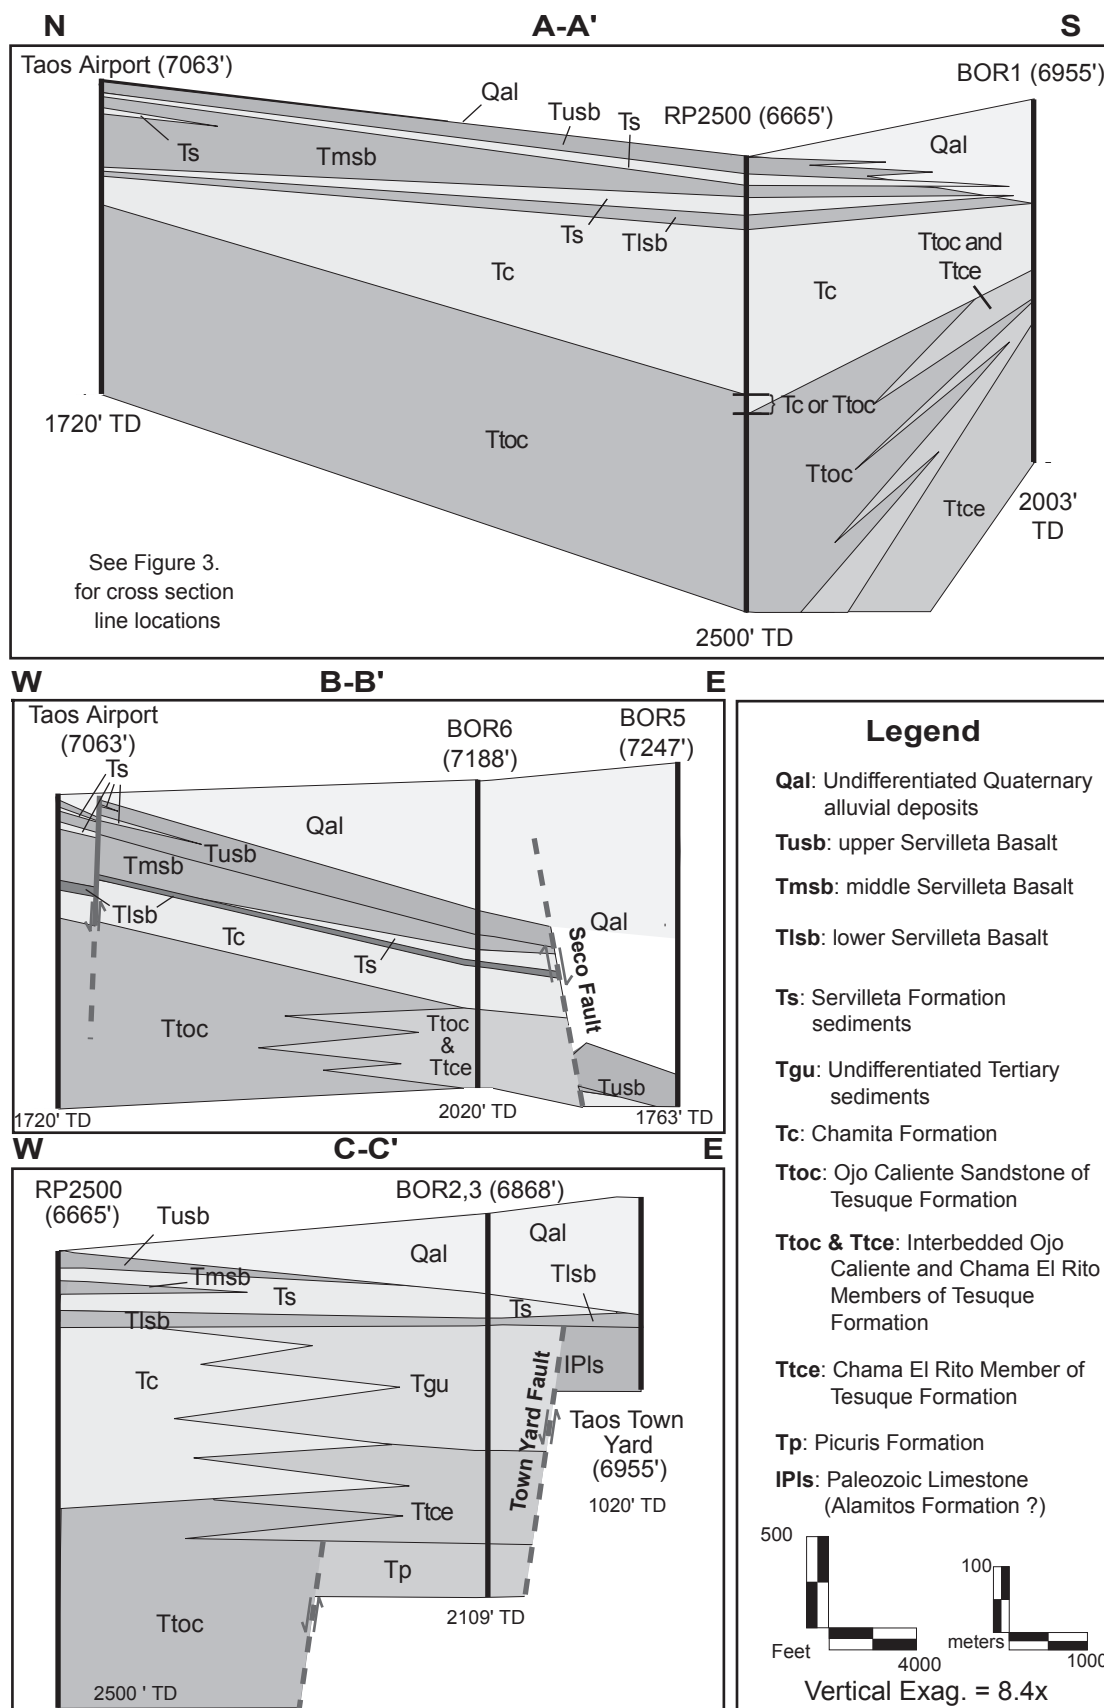 N A-A' S
Taos Airport (7063')
BOR1 (6955')
Qal
Tusb
Ts
RP2500 (6665')
Qal
Ts
Tmsb
Ts
Tlsb
Ttoc and
Ttce
Tc
Tc
Tc or Ttoc
1720' TD
Ttoc
Ttoc
Ttce
2003'
TD
See Figure 3.
for cross section
line locations
2500' TD
W B-B' E
Taos Airport
(7063')
BOR6
(7188')
BOR5
(7247')
Ts
Qal
Tusb
Tmsb
Tlsb
Qal
Tc
Ts
Seco Fault
Ttoc
Ttoc
&
Ttce
Tusb
1720' TD
2020' TD
1763' TD
W C-C' E
RP2500
(6665')
BOR2,3 (6868')
Tusb
Qal
Qal
Tmsb
Ts
Tlsb
Ts
Tlsb
Tc
Tgu
IPls
Town Yard Fault
Taos Town
Yard
(6955')
1020' TD
Ttce
Tp
Ttoc
2109' TD
2500 ' TD
Legend
Qal: Undifferentiated Quaternary
alluvial deposits
Tusb: upper Servilleta Basalt
Tmsb: middle Servilleta Basalt
Tlsb: lower Servilleta Basalt
Ts: Servilleta Formation
sediments
Tgu: Undifferentiated Tertiary
sediments
Tc: Chamita Formation
Ttoc: Ojo Caliente Sandstone of
Tesuque Formation
Ttoc & Ttce: Interbedded Ojo
Caliente and Chama El Rito
Members of Tesuque
Formation
Ttce: Chama El Rito Member of
Tesuque Formation
Tp: Picuris Formation
IPls: Paleozoic Limestone
(Alamitos Formation ?)
500
100
Feet
meters
4000
1000
Vertical Exag. = 8.4x